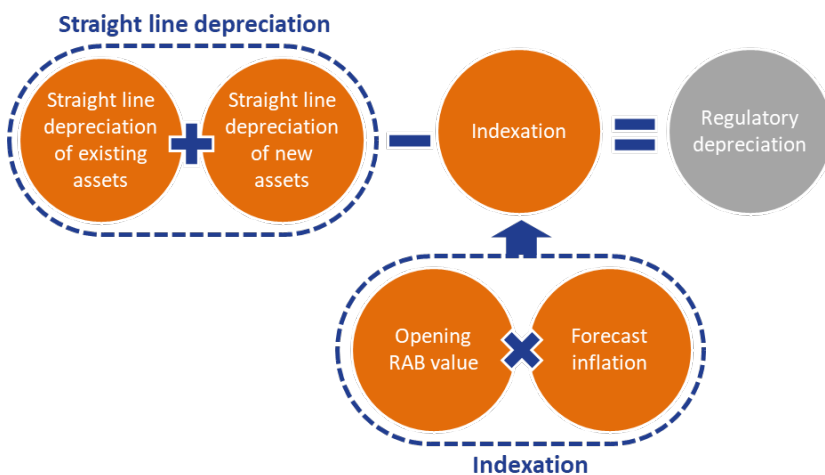 Straight line depreciation
Straight line
depreciation
of existing
assets
Straight line
depreciation
of new
assets
Indexation
Regulatory
depreciation
Opening
RAB value
Forecast
inflation
Indexation